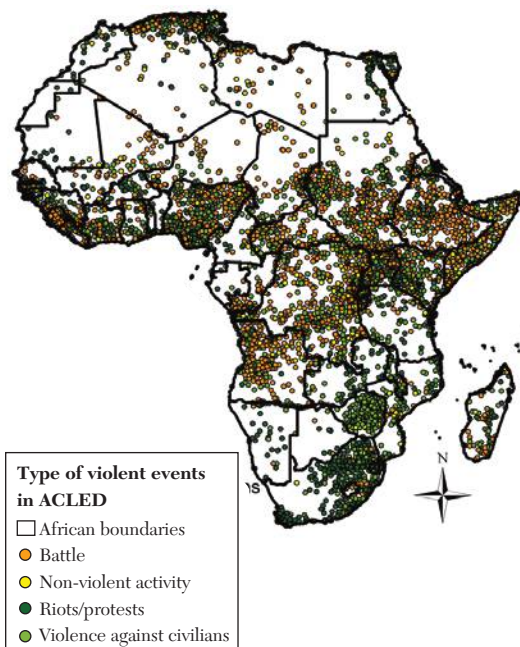 N
Type of violent events
in ACLED
African boundaries
Battle
Non-violent activity
Riots/protests
Violence against civilians